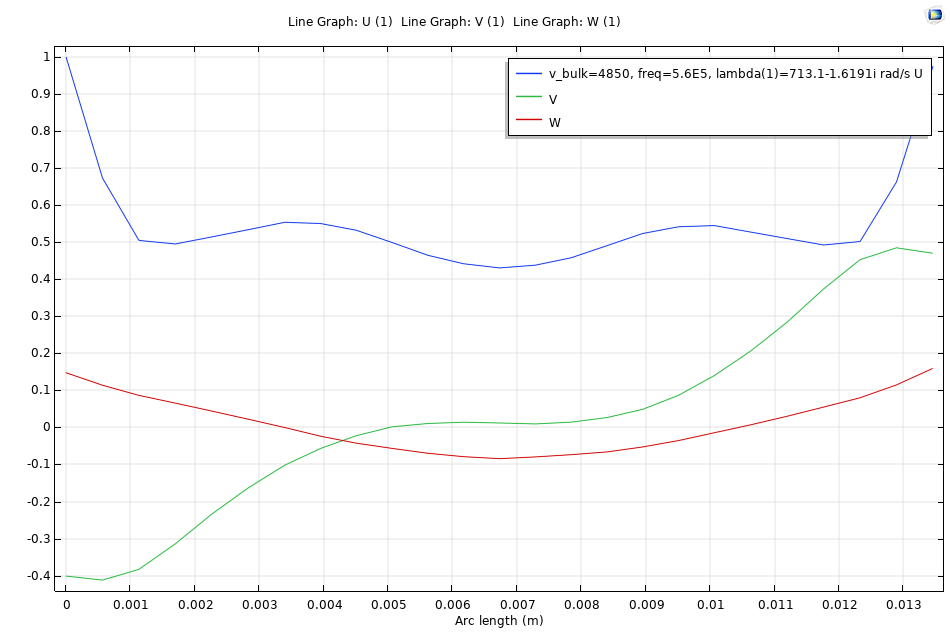 Line Graph: U (1)  Line Graph: V (1)  Line Graph: W (1)
v_bulk=4850, freq=5.6E5, lambda(1)=713.1-1.6191i rad/s U
V
W
1
0.9
0.8
0.7
0.6
0.5
0.4
0.3
0.2
0.1
0
-0.1
-0.2
-0.3
-0.4
0 0.001 0.002 0.003 0.004 0.005 0.006 0.007 0.008 0.009 0.01 0.011 0.012 0.013
Arc length (m)